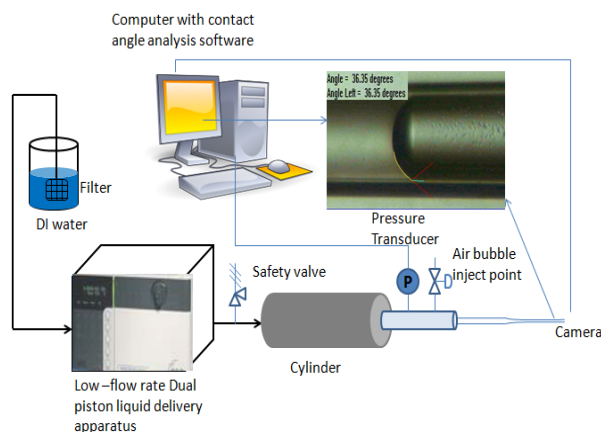 Computer with contact
angle analysis software
Angle = 36.35 degrees
Angle Left = 36.35 degrees
Filter
DI water
Pressure
Transducer
Air bubble
inject point
Safety valve
P
Camera
Cylinder
Low –flow rate Dual
piston liquid delivery
apparatus